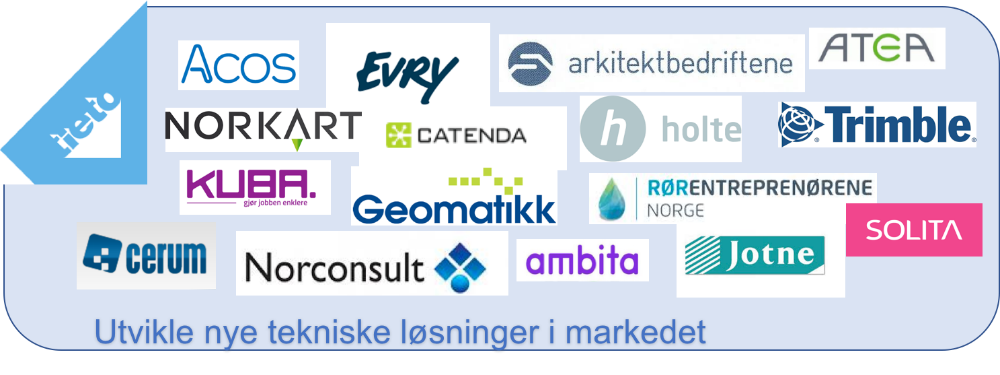 tieto
ACOS
EVRY
arkitektbedriftene
ATEA
NORKART
CATENDA
h holte
Trimble®
KUBA.
gjør jobben enklere
Geomatikk
RØRENTREPRENØRENE
NORGE
SOLITA
cerum
Norconsult
ambita
Jotne
Utvikle nye tekniske løsninger i markedet